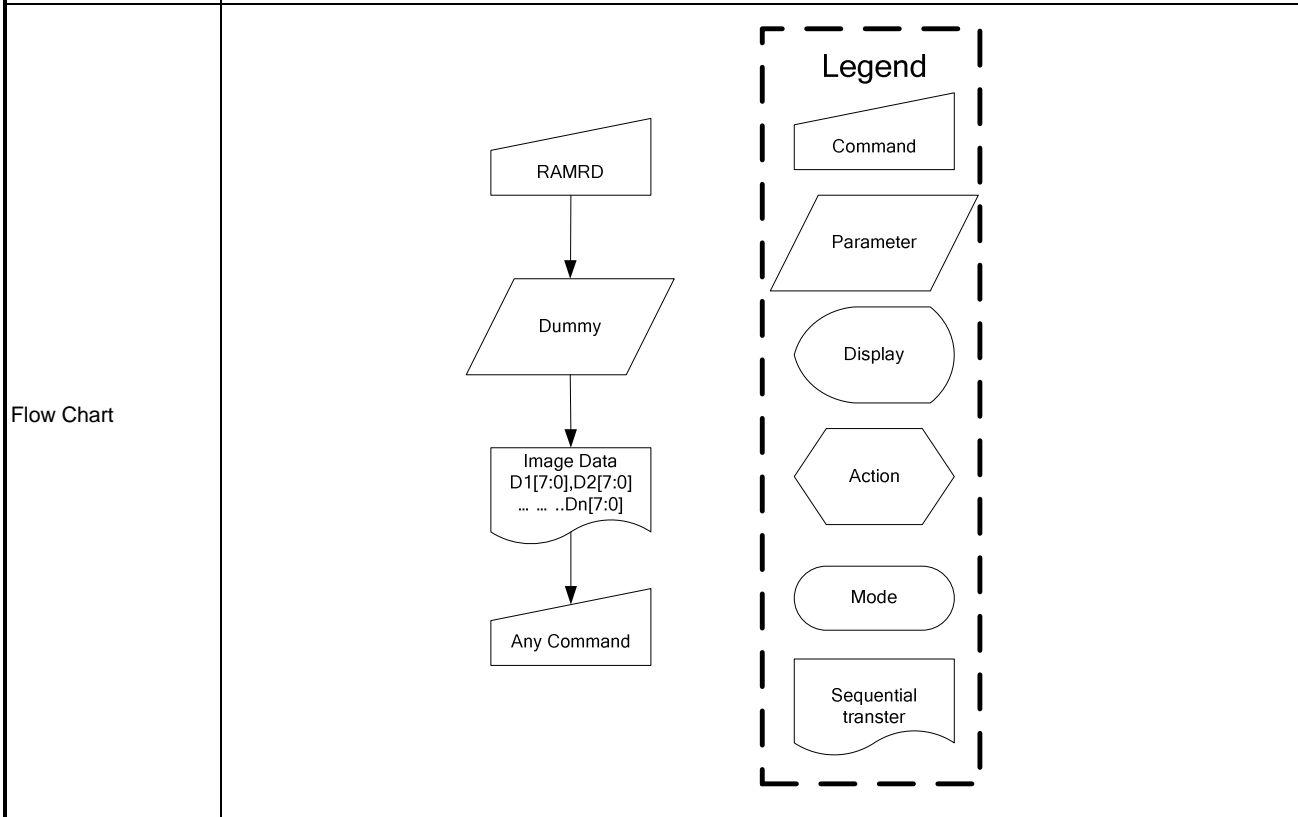 Flow Chart
RAMRD
Dummy
Image Data
D1[7:0],D2[7:0]
... ... ..Dn[7:0]
Any Command
Legend
Command
Parameter
Display
Action
Mode
Sequential
transter